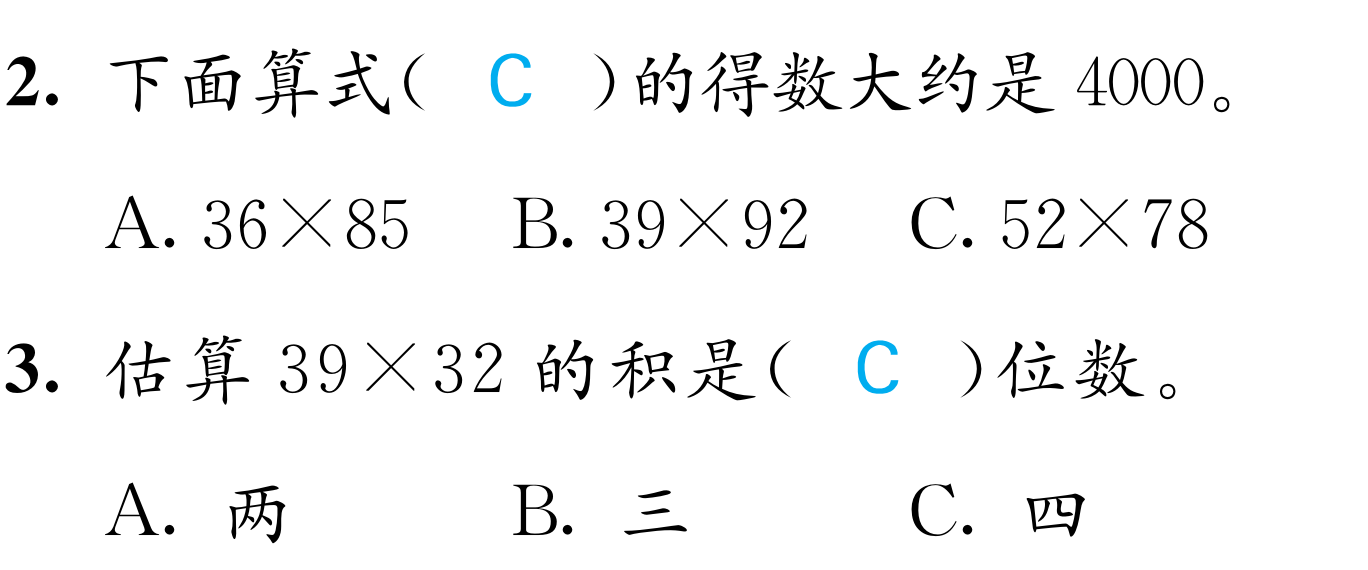 2. 下面算式( C )的得数大约是 4000。
A. 36×85 B. 39×92 C. 52×78
3. 估算 39×32 的积是( C )位数。
A. 两 B. 三 C. 四